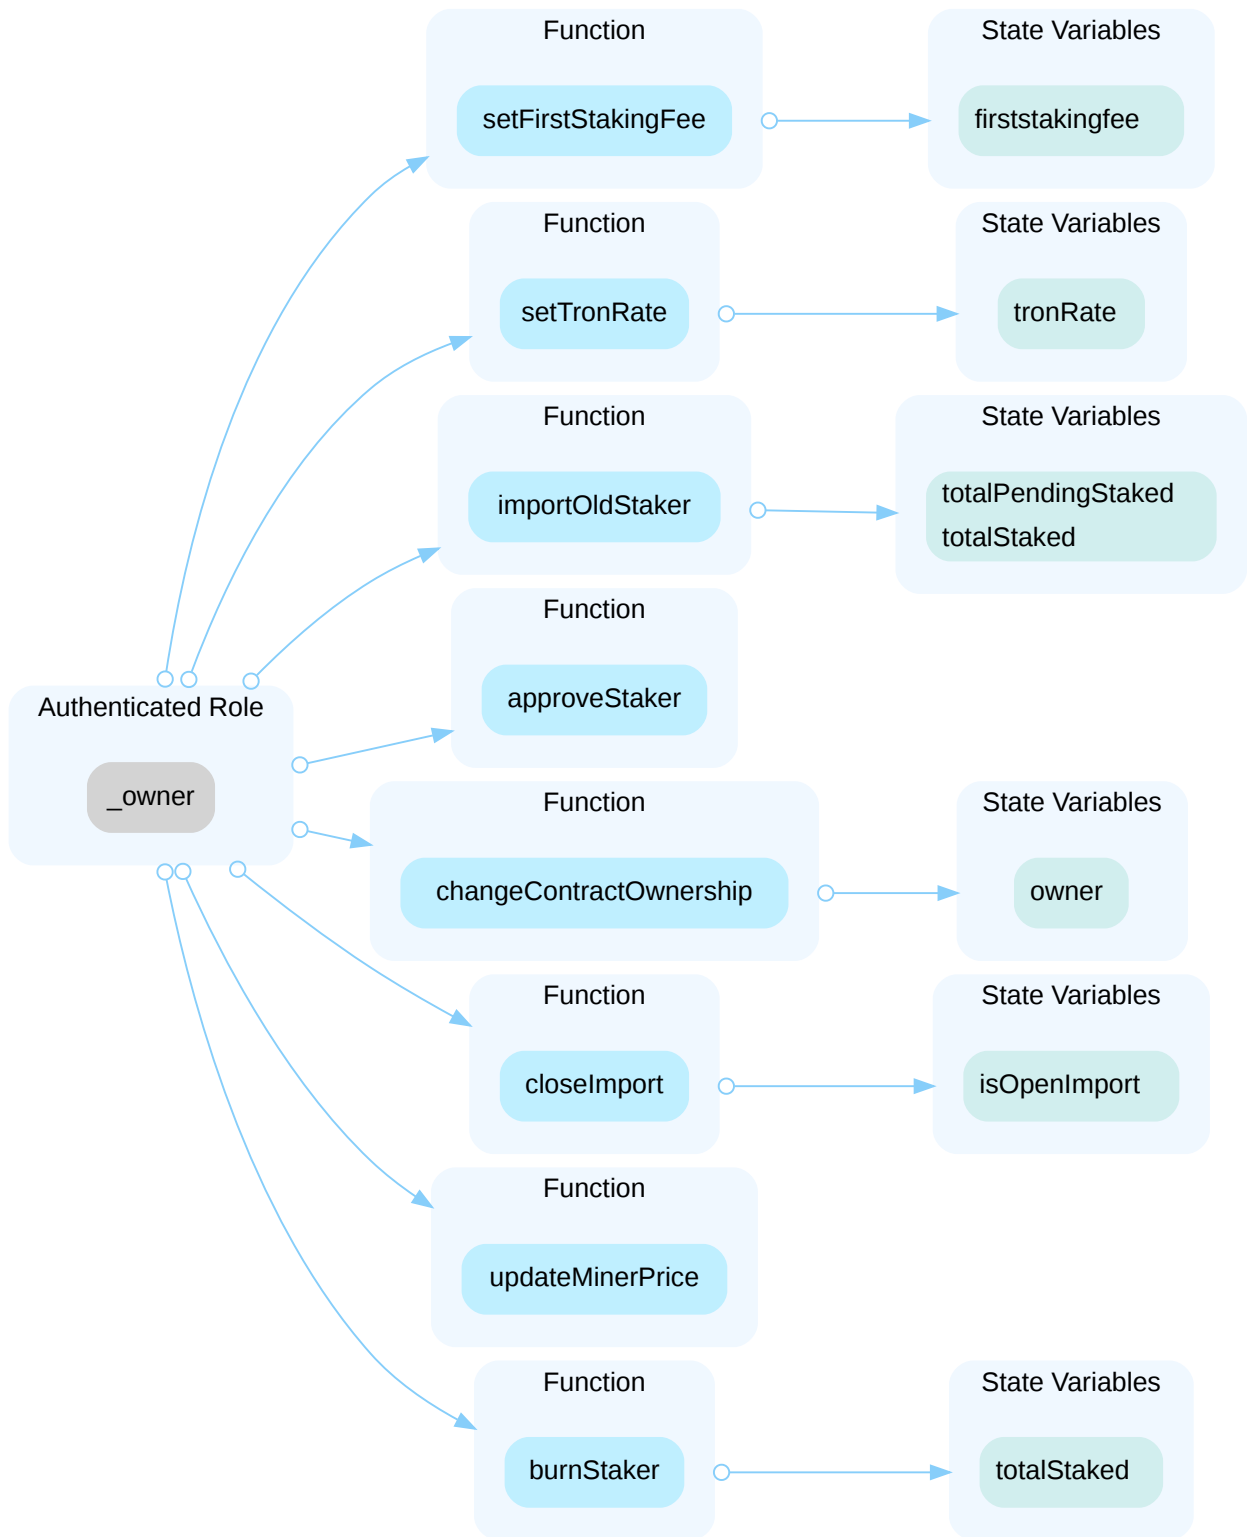 Function
setFirstStakingFee
State Variables
firststakingfee
Function
setTronRate
State Variables
tronRate
Function
importOldStaker
State Variables
totalPendingStaked
totalStaked
Function
approveStaker
Authenticated Role
_owner
Function
changeContractOwnership
State Variables
owner
Function
closeImport
State Variables
isOpenImport
Function
updateMinerPrice
Function
burnStaker
State Variables
totalStaked